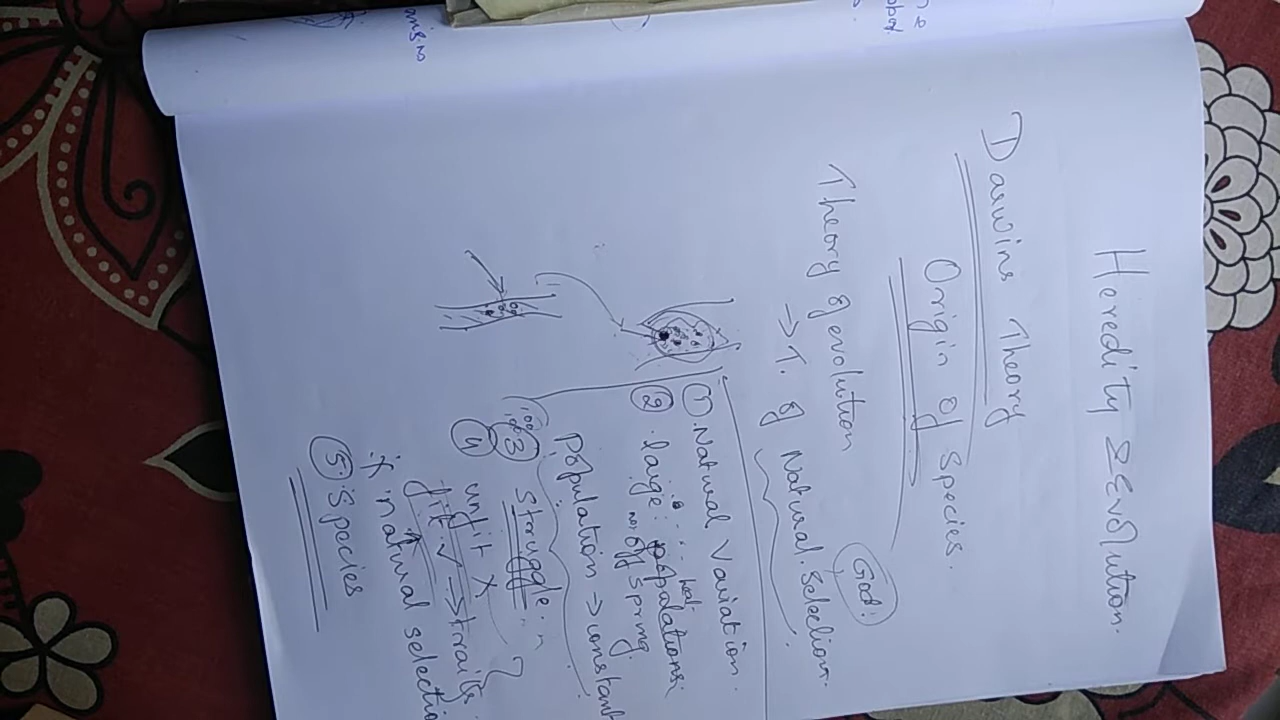 Heredity & Evolution.
Darwins Theory
Origin of Species.
Theory of evolution
God:
→ T. of Natural Selection.
① Natural Variation.
② large
no. of offspring.
population → constant
③ struggle
④ unfit X
fit ✓ → traits
natural selectio
⑤ Species